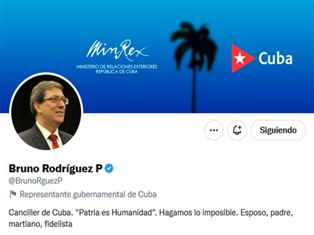 MinRex
MINISTERIO DE RELACIONES EXTERIORES
REPÚBLICA DE CUBA
Cuba
Siguiendo
Bruno Rodríguez P
@BrunoRguezP
Representante gubernamental de Cuba
Canciller de Cuba. "Patria es Humanidad". Hagamos lo imposible. Esposo, padre,
martiano, fidelista